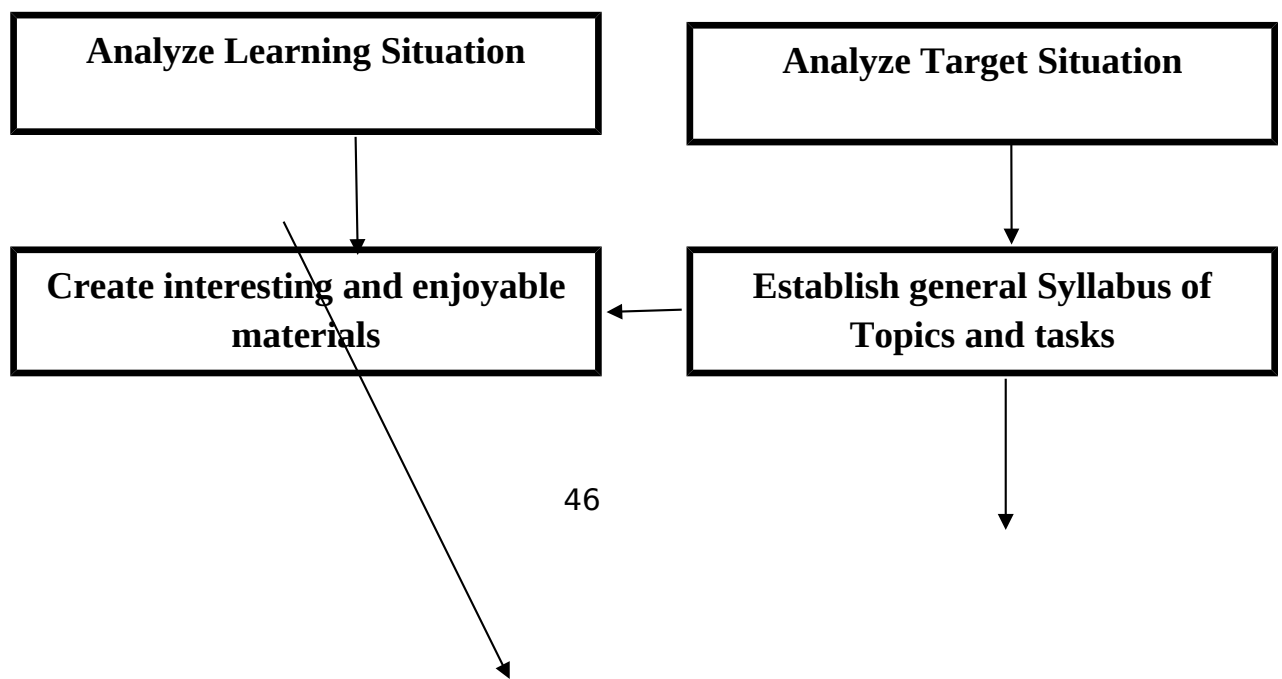 Analyze Learning Situation
Analyze Target Situation
Create interesting and enjoyable
materials
Establish general Syllabus of
Topics and tasks
46